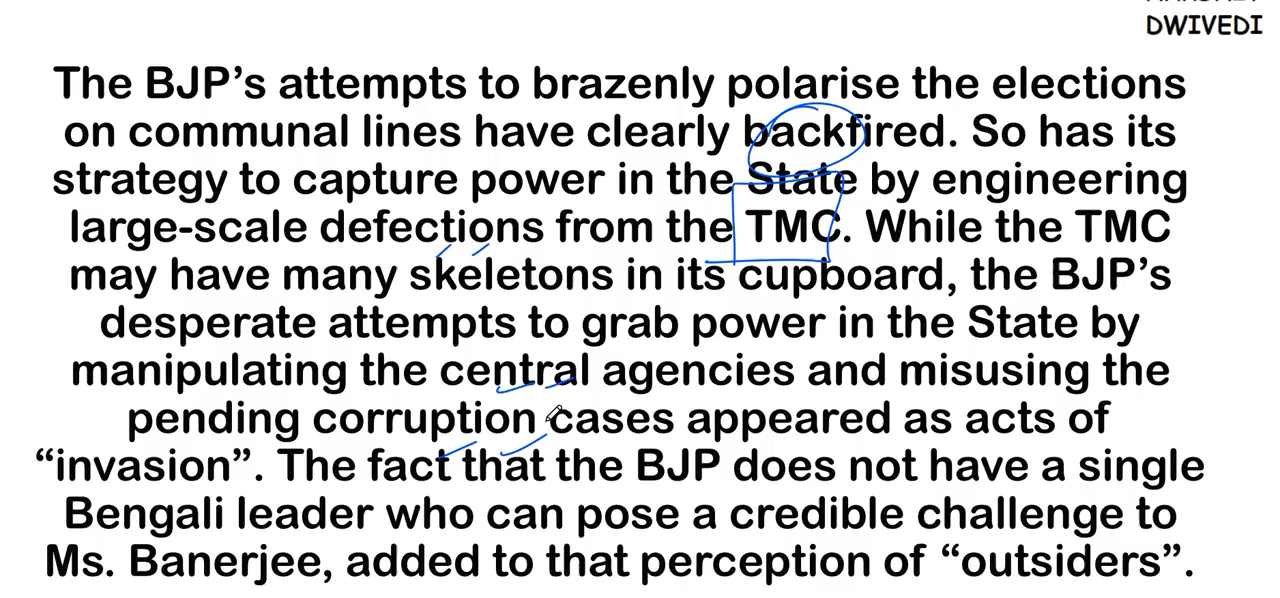 DWIVEDI
The BJP’s attempts to brazenly polarise the elections
on communal lines have clearly backfired. So has its
strategy to capture power in the State by engineering
large-scale defections from the TMC. While the TMC
may have many skeletons in its cupboard, the BJP’s
desperate attempts to grab power in the State by
manipulating the central agencies and misusing the
pending corruption cases appeared as acts of
“invasion”. The fact that the BJP does not have a single
Bengali leader who can pose a credible challenge to
Ms. Banerjee, added to that perception of “outsiders”.